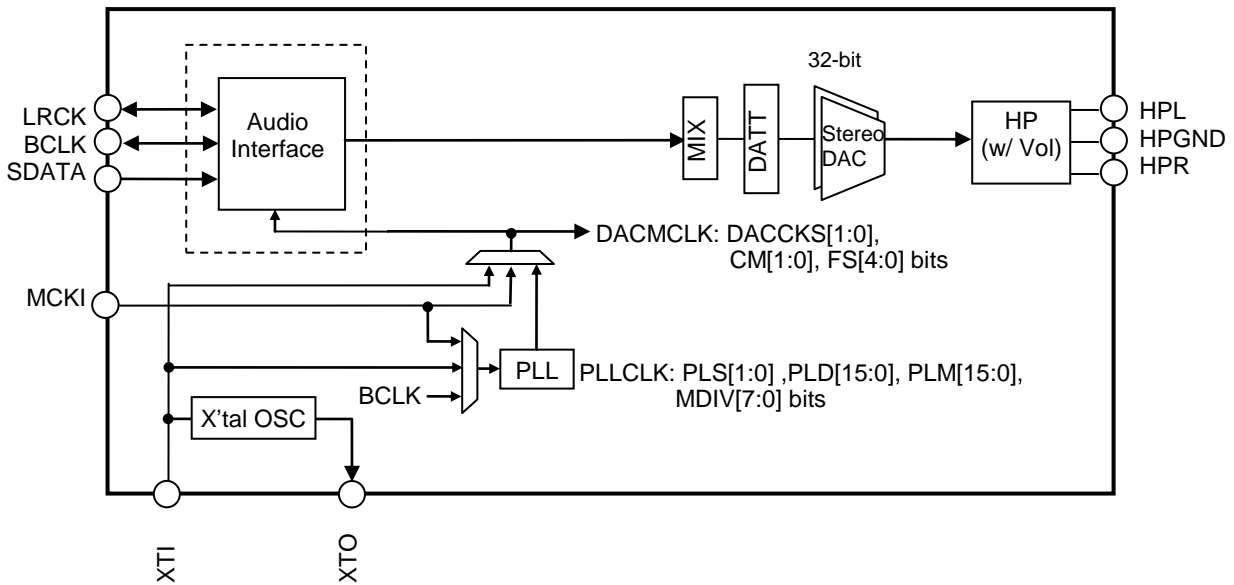 32-bit
LRCK
BCLK
SDATA
Audio
Interface
MIX
DATT
Stereo
DAC
HP
(w/ Vol)
HPL
HPGND
HPR
DACMCLK: DACCKS[1:0],
CM[1:0], FS[4:0] bits
MCKI
BCLK
PLL
PLLCLK: PLS[1:0] ,PLD[15:0], PLM[15:0],
MDIV[7:0] bits
X'tal OSC
XTI
XTO